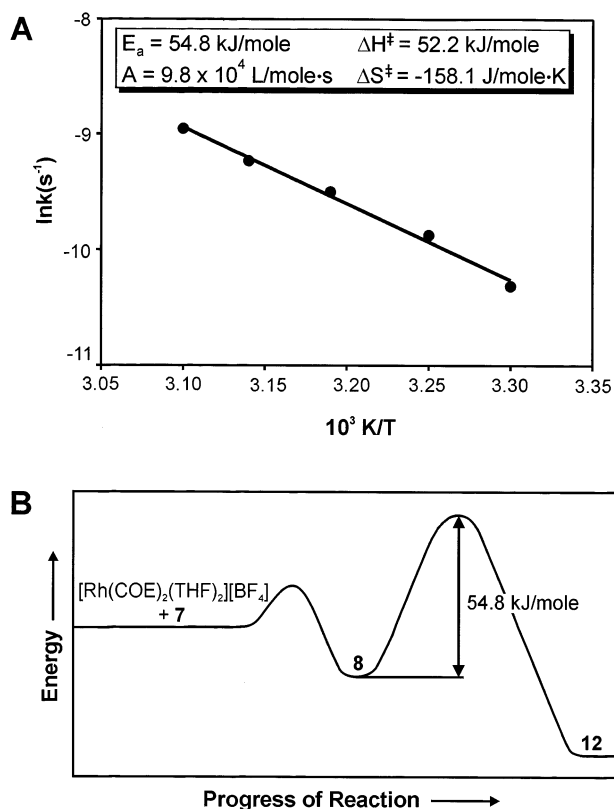 A
Eₐ = 54.8 kJ/mole ΔH‡ = 52.2 kJ/mole
A = 9.8 x 10⁴ L/mole·s ΔS‡ = -158.1 J/mole·K
-8
-9
-10
-11
lnk(s⁻¹)
3.05 3.10 3.15 3.20 3.25 3.30 3.35
10³ K/T
B
[Rh(COE)₂(THF)₂][BF₄]
+ 7
8
54.8 kJ/mole
12
Energy
Progress of Reaction